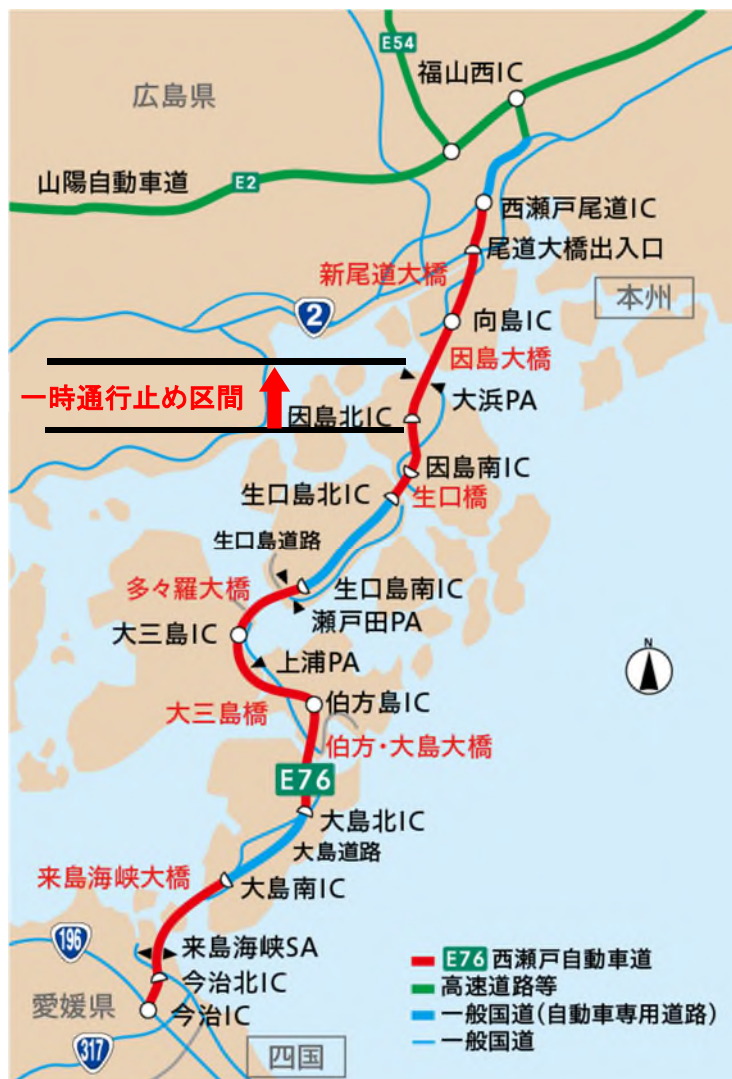 E54
福山西IC
広島県
山陽自動車道
E2
西瀬戸尾道IC
尾道大橋出入口
新尾道大橋
本州
2
向島IC
因島大橋
一時通行止め区間
大浜PA
因島北IC
因島南IC
生口島北IC
生口橋
生口島道路
多々羅大橋
生口島南IC
瀬戸田PA
大三島IC
上浦PA
N
伯方島IC
大三島橋
伯方・大島大橋
E76
大島北IC
大島道路
来島海峡大橋
大島南IC
196
来島海峡SA
E76 西瀬戸自動車道
今治北IC
高速道路等
愛媛県
今治IC
一般国道(自動車専用道路)
317
四国
一般国道